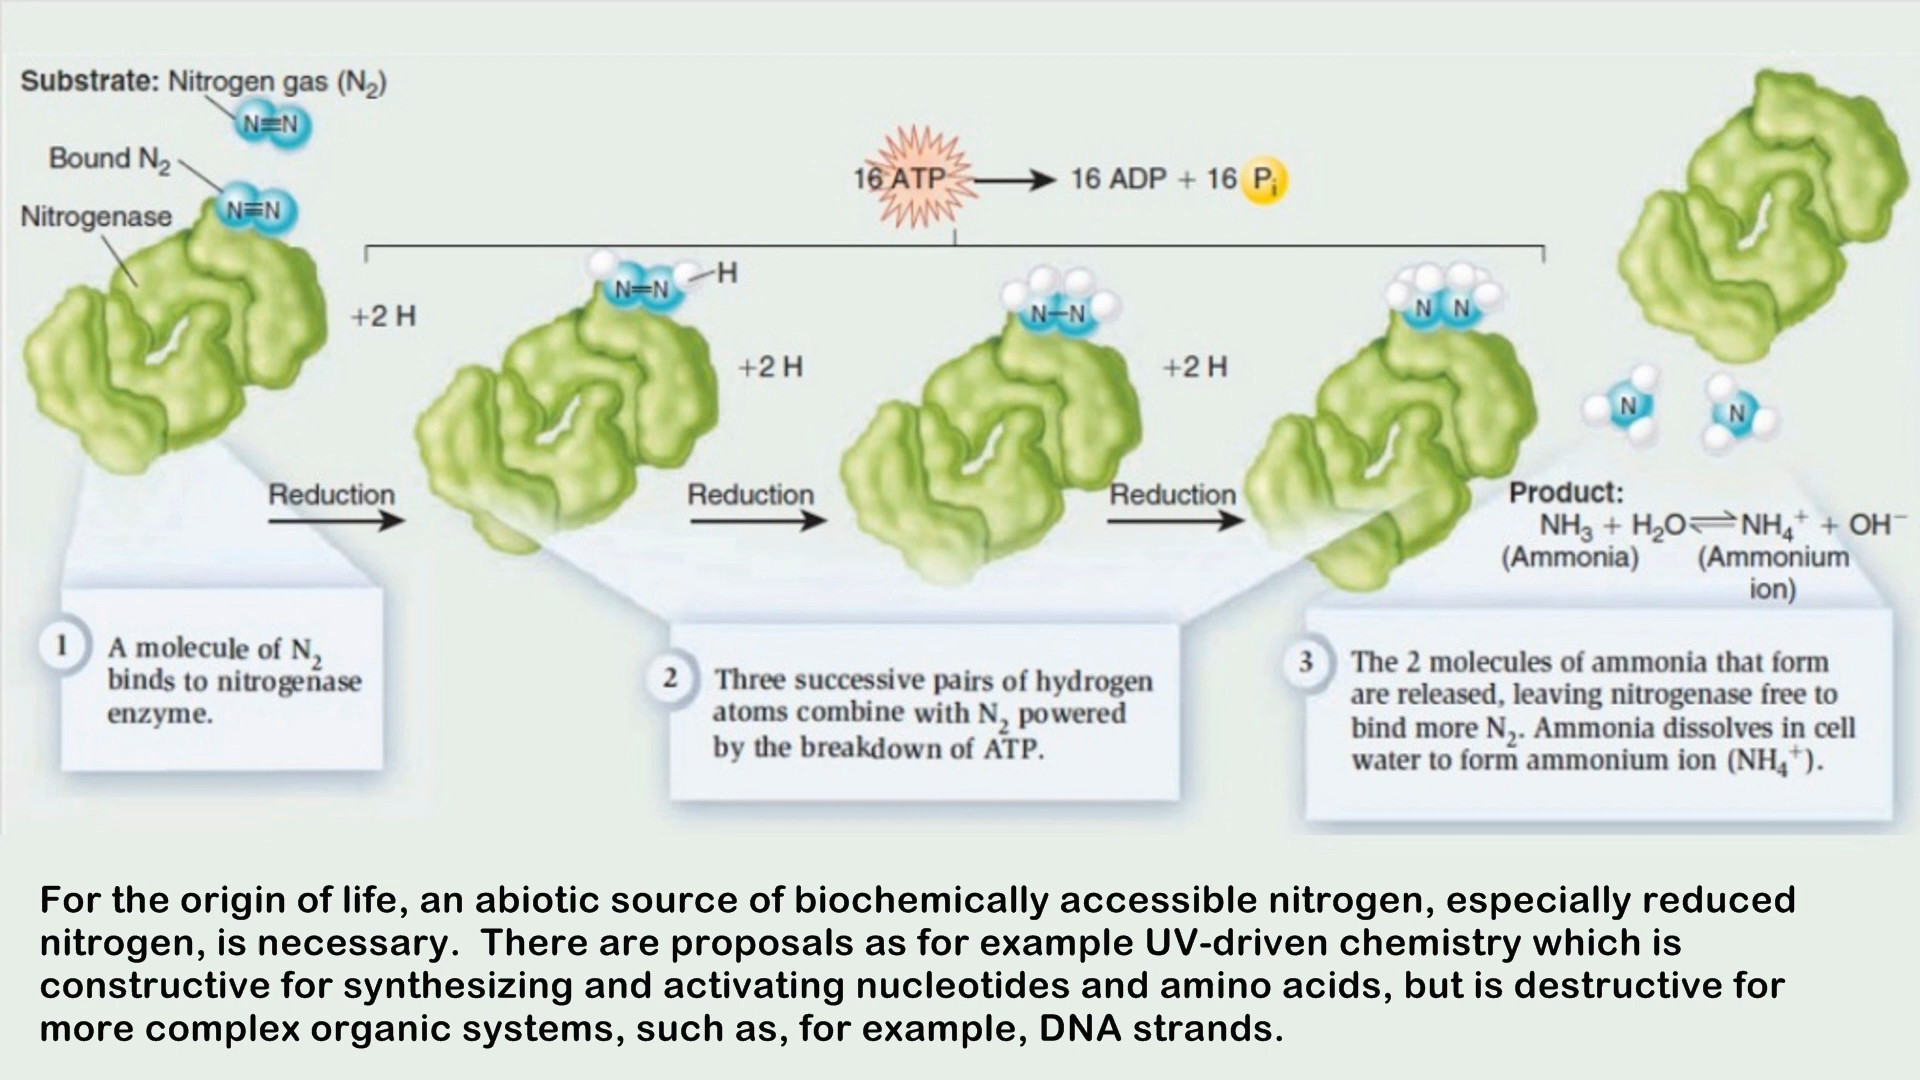 Substrate: Nitrogen gas (N₂)
N≡N
Bound N₂
N≡N
Nitrogenase
16 ATP → 16 ADP + 16 Pᵢ
+2 H
N=N
H
+2 H
N–N
+2 H
N N
N
N
Reduction
Reduction
Reduction
Product:
NH₃ + H₂O ⇌ NH₄⁺ + OH⁻
(Ammonia) (Ammonium
ion)
1 A molecule of N₂
binds to nitrogenase
enzyme.
2 Three successive pairs of hydrogen
atoms combine with N₂ powered
by the breakdown of ATP.
3 The 2 molecules of ammonia that form
are released, leaving nitrogenase free to
bind more N₂. Ammonia dissolves in cell
water to form ammonium ion (NH₄⁺).
For the origin of life, an abiotic source of biochemically accessible nitrogen, especially reduced
nitrogen, is necessary. There are proposals as for example UV-driven chemistry which is
constructive for synthesizing and activating nucleotides and amino acids, but is destructive for
more complex organic systems, such as, for example, DNA strands.